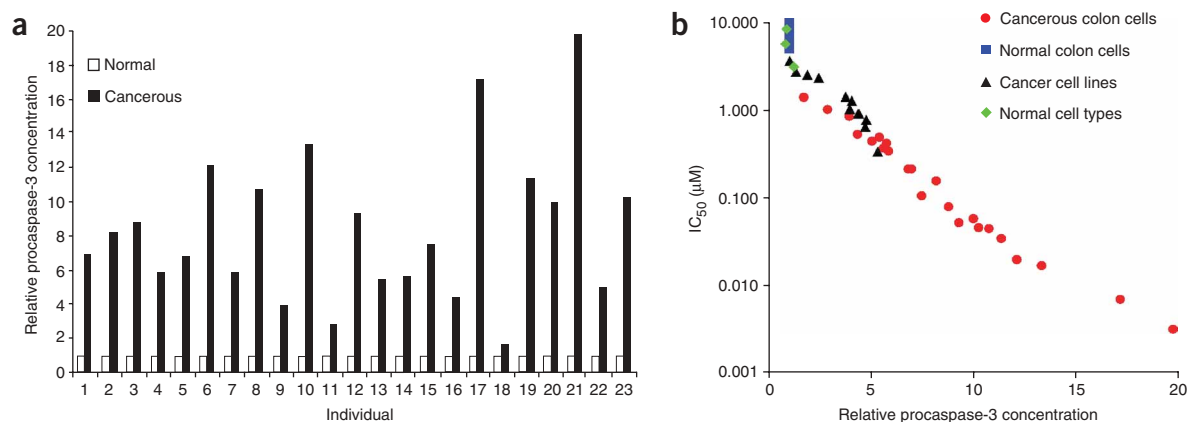 a
Relative procaspase-3 concentration
20
18
16
14
12
10
8
6
4
2
0
Normal
Cancerous
1 2 3 4 5 6 7 8 9 10 11 12 13 14 15 16 17 18 19 20 21 22 23
Individual
b
IC50 (μM)
10.000
1.000
0.100
0.010
0.001
Cancerous colon cells
Normal colon cells
Cancer cell lines
Normal cell types
0 5 10 15 20
Relative procaspase-3 concentration